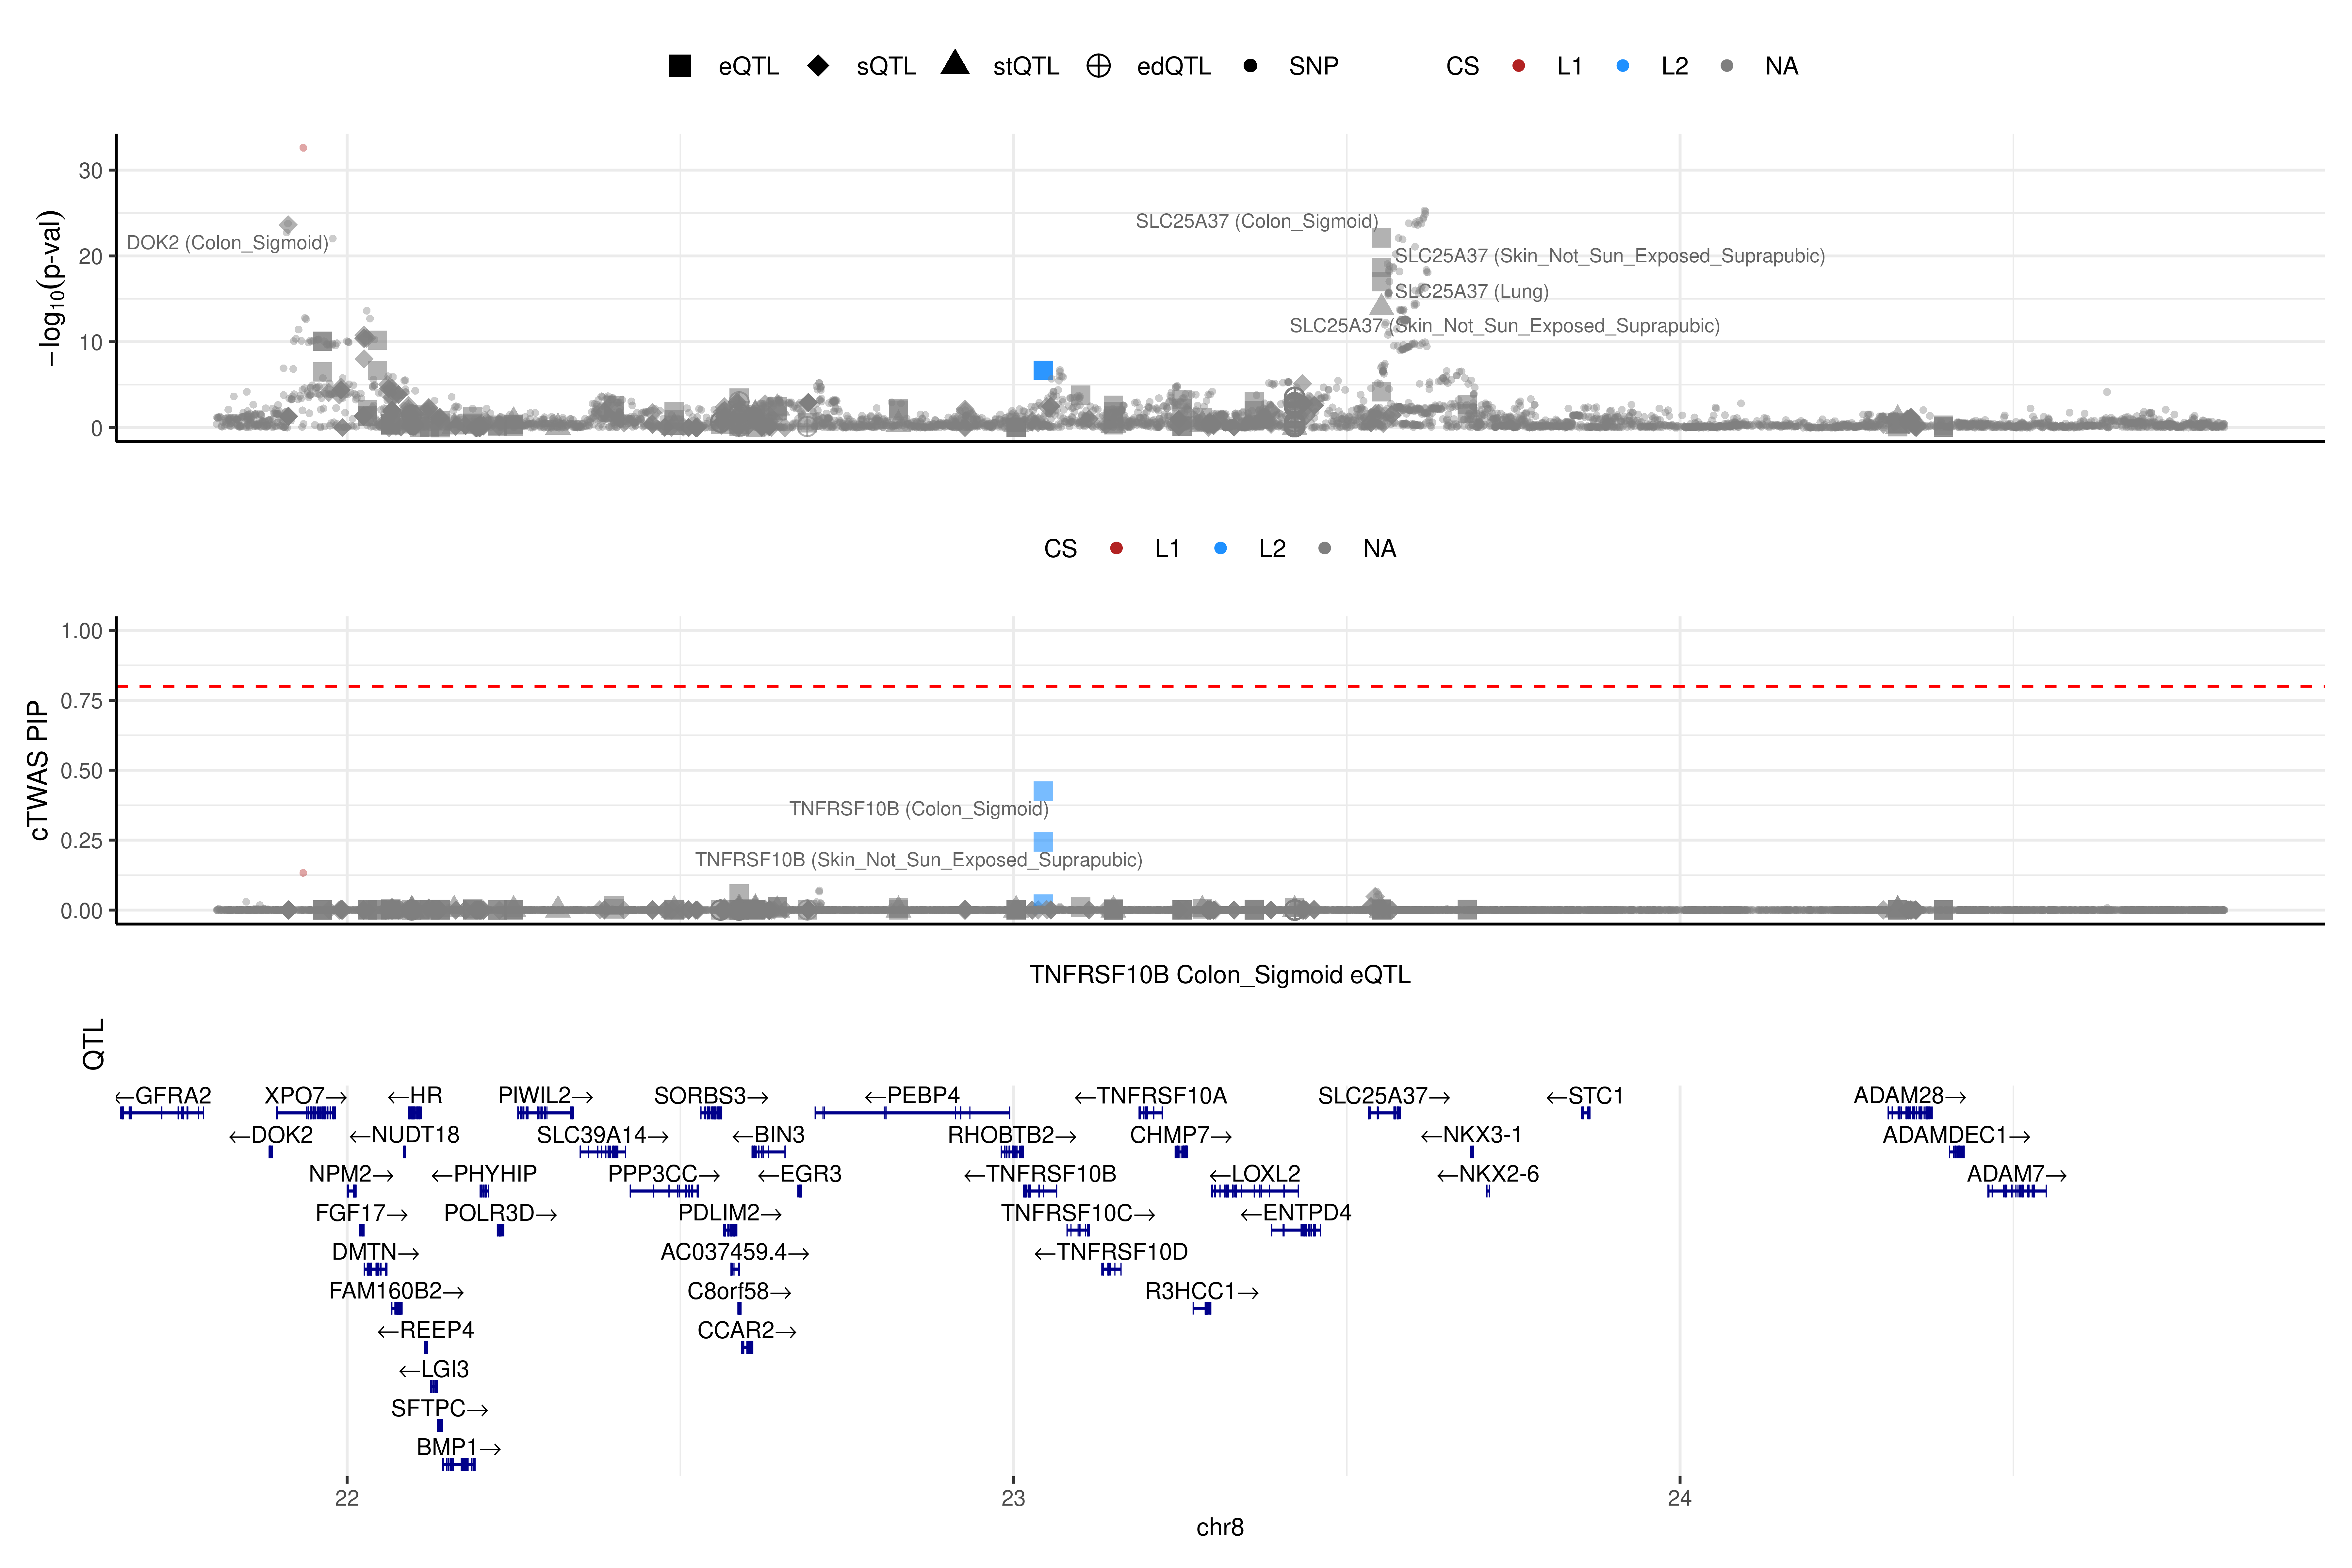 eQTL sQTL stQTL edQTL SNP CS L1 L2 NA
−log10(p-val)
30
20
10
0
DOK2 (Colon_Sigmoid)
SLC25A37 (Colon_Sigmoid)
SLC25A37 (Skin_Not_Sun_Exposed_Suprapubic)
SLC25A37 (Lung)
SLC25A37 (Skin_Not_Sun_Exposed_Suprapubic)
CS L1 L2 NA
cTWAS PIP
1.00
0.75
0.50
0.25
0.00
TNFRSF10B (Colon_Sigmoid)
TNFRSF10B (Skin_Not_Sun_Exposed_Suprapubic)
TNFRSF10B Colon_Sigmoid eQTL
QTL
←GFRA2 XPO7→ ←HR PIWIL2→ SORBS3→ ←PEBP4 ←TNFRSF10A SLC25A37→ ←STC1 ADAM28→
←DOK2 ←NUDT18 SLC39A14→ ←BIN3 RHOBTB2→ CHMP7→ ←NKX3-1 ADAMDEC1→
NPM2→ ←PHYHIP PPP3CC→ ←EGR3 ←TNFRSF10B ←LOXL2 ←NKX2-6 ADAM7→
FGF17→ POLR3D→ PDLIM2→ TNFRSF10C→ ←ENTPD4
DMTN→ AC037459.4→ ←TNFRSF10D
FAM160B2→ C8orf58→ R3HCC1→
←REEP4 CCAR2→
←LGI3
SFTPC→
BMP1→
22 23 24
chr8